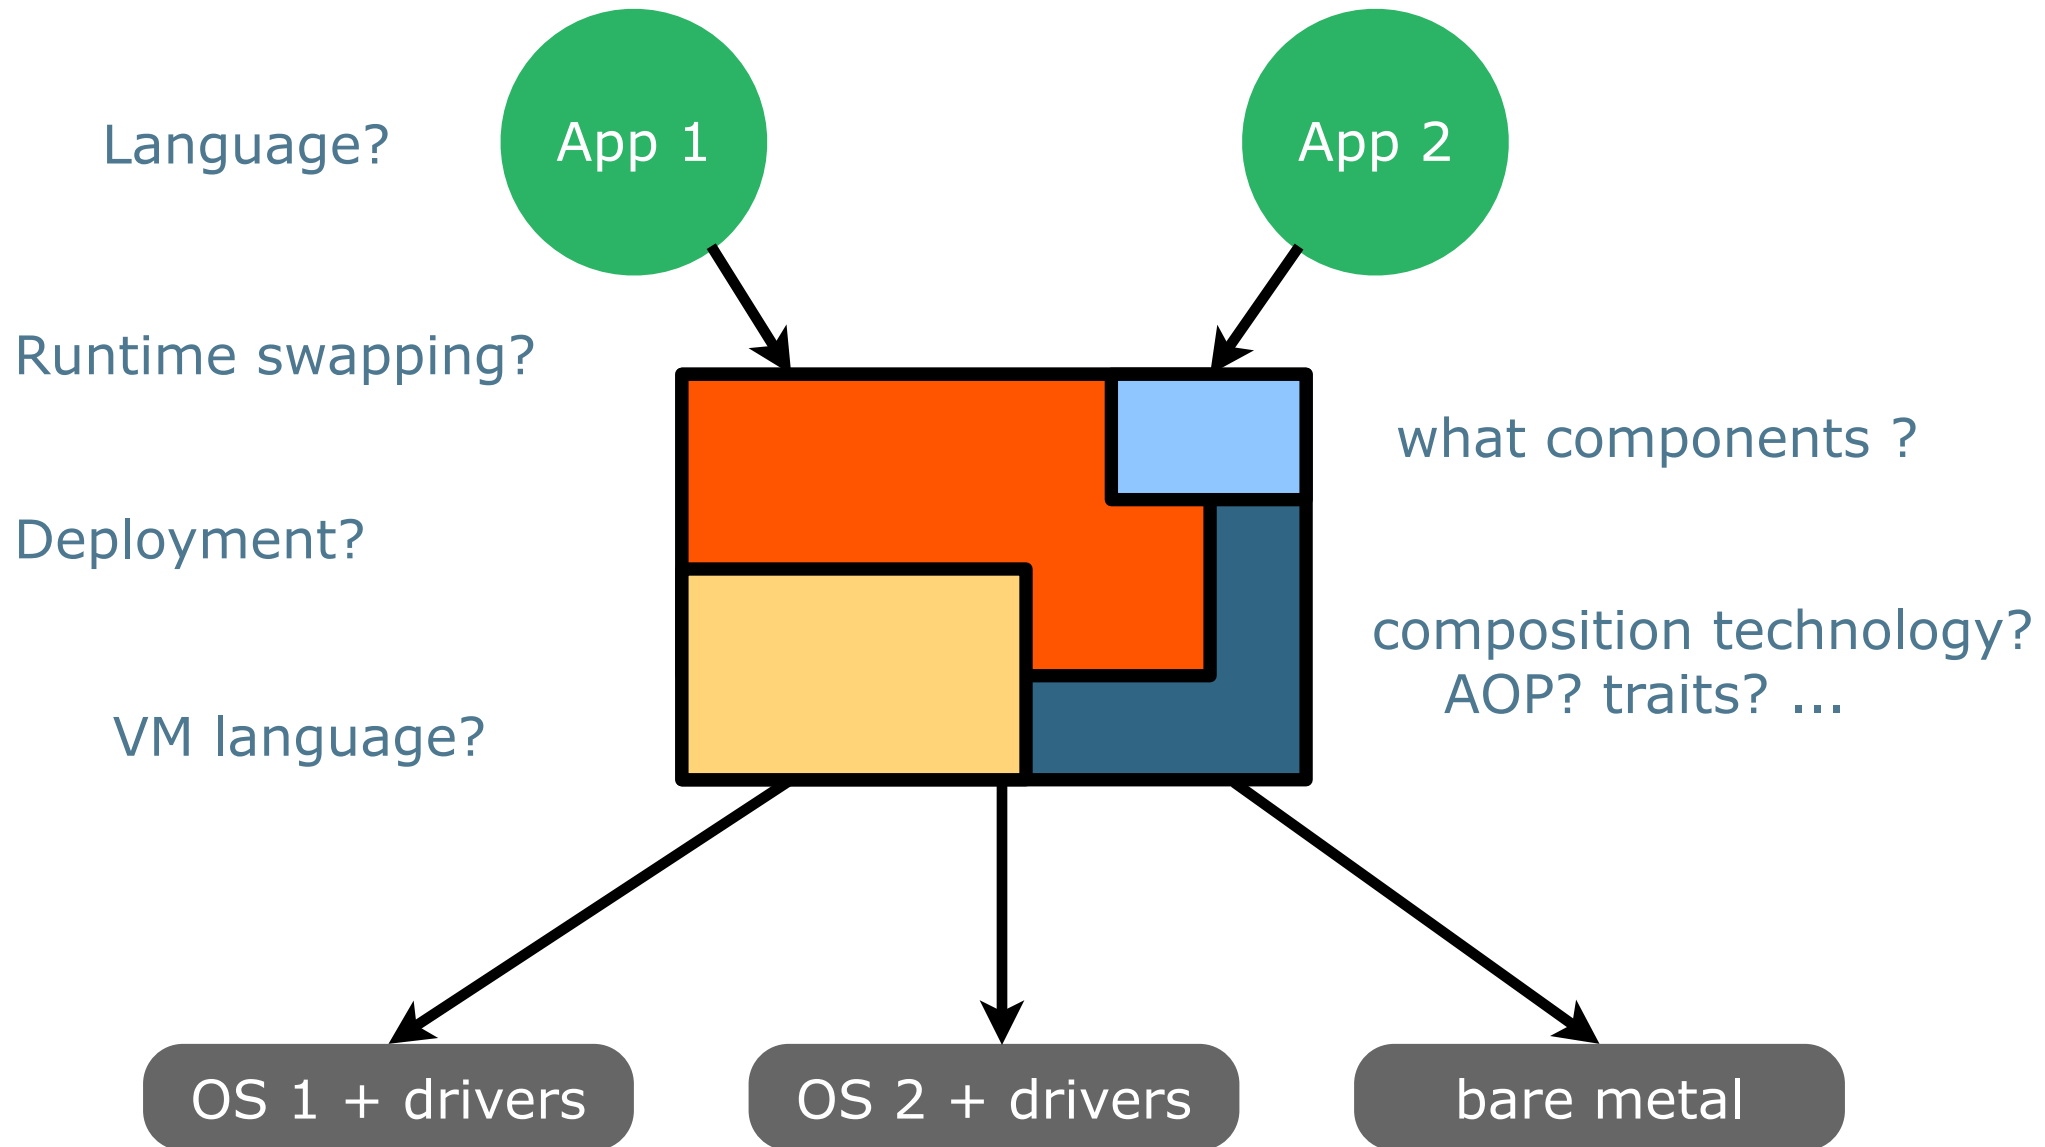 App 1
App 2
Language?
Runtime swapping?
what components ?
Deployment?
composition technology?
AOP? traits? ...
VM language?
OS 1 + drivers
OS 2 + drivers
bare metal